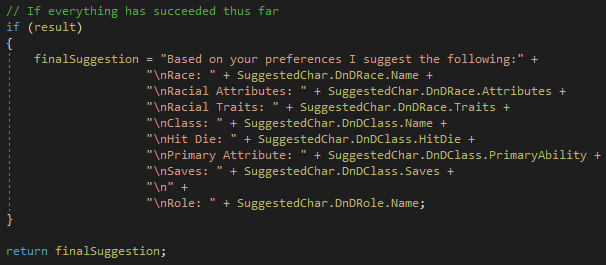 // If everything has succeeded thus far
if (result)
{
finalSuggestion = "Based on your preferences I suggest the following:" +
"\nRace: " + SuggestedChar.DnDRace.Name +
"\nRacial Attributes: " + SuggestedChar.DnDRace.Attributes +
"\nRacial Traits: " + SuggestedChar.DnDRace.Traits +
"\nClass: " + SuggestedChar.DnDClass.Name +
"\nHit Die: " + SuggestedChar.DnDClass.HitDie +
"\nPrimary Attribute: " + SuggestedChar.DnDClass.PrimaryAbility +
"\nSaves: " + SuggestedChar.DnDClass.Saves +
"\n" +
"\nRole: " + SuggestedChar.DnDRole.Name;
}
return finalSuggestion;